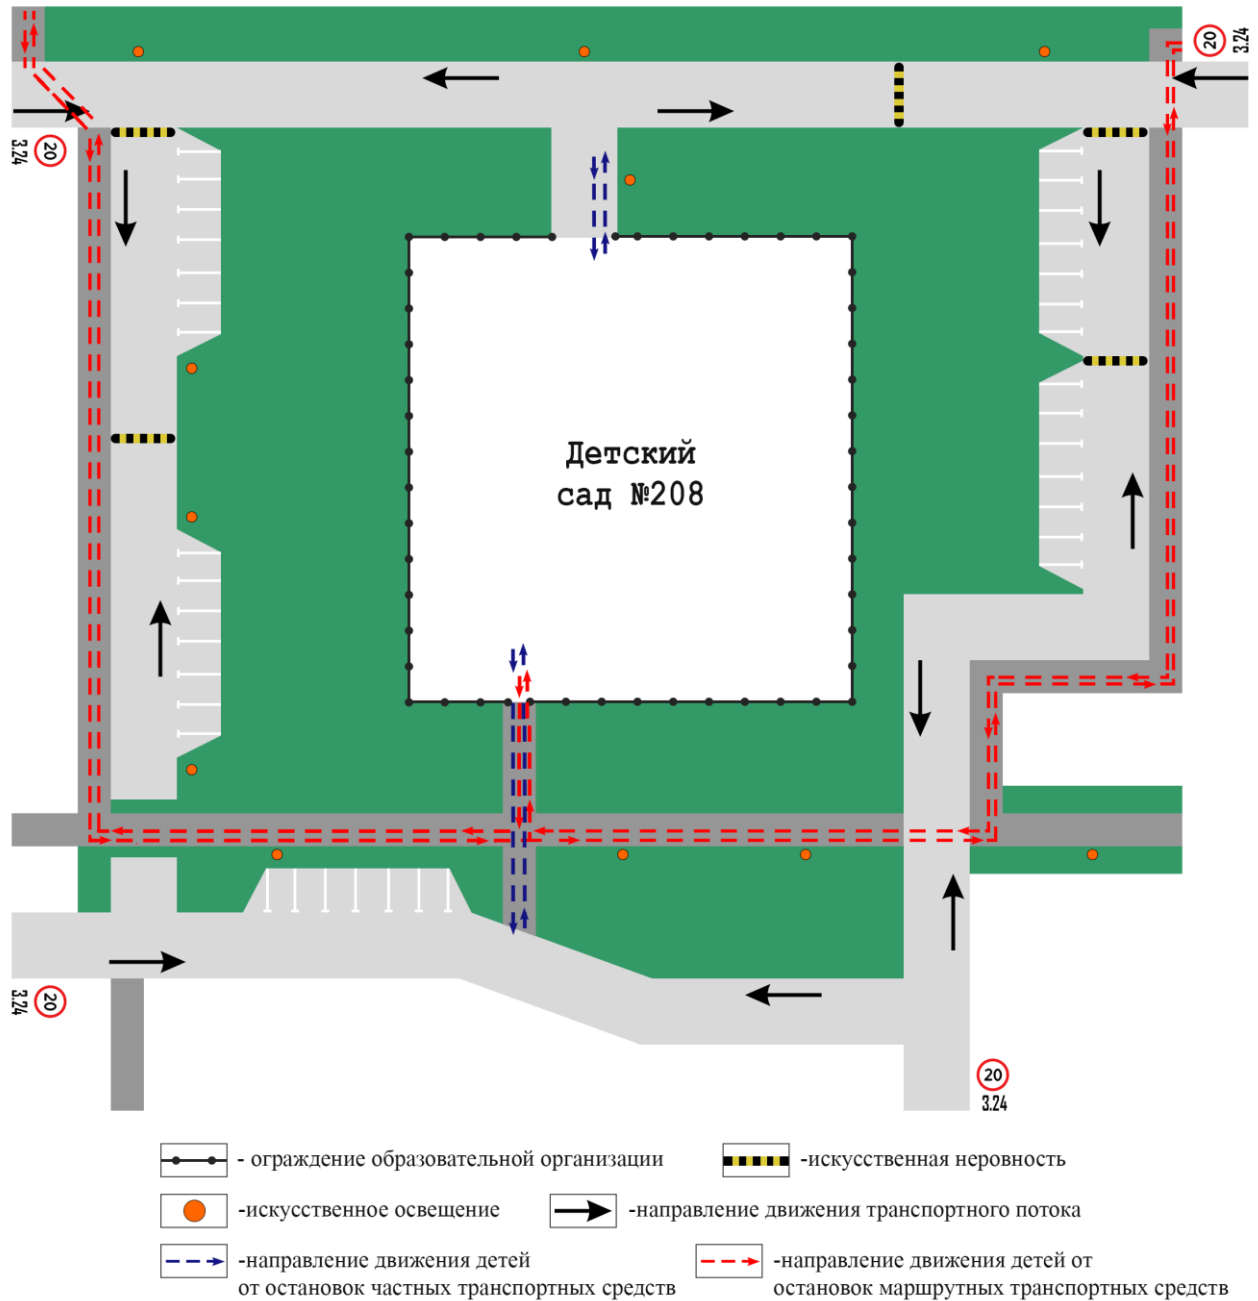 20
3.24
3.24
20
Детский
сад №208
3.24
20
20
3.24
- ограждение образовательной организации
-искусственная неровность
-искусственное освещение
-направление движения транспортного потока
-направление движения детей
от остановок частных транспортных средств
-направление движения детей от
остановок маршрутных транспортных средств